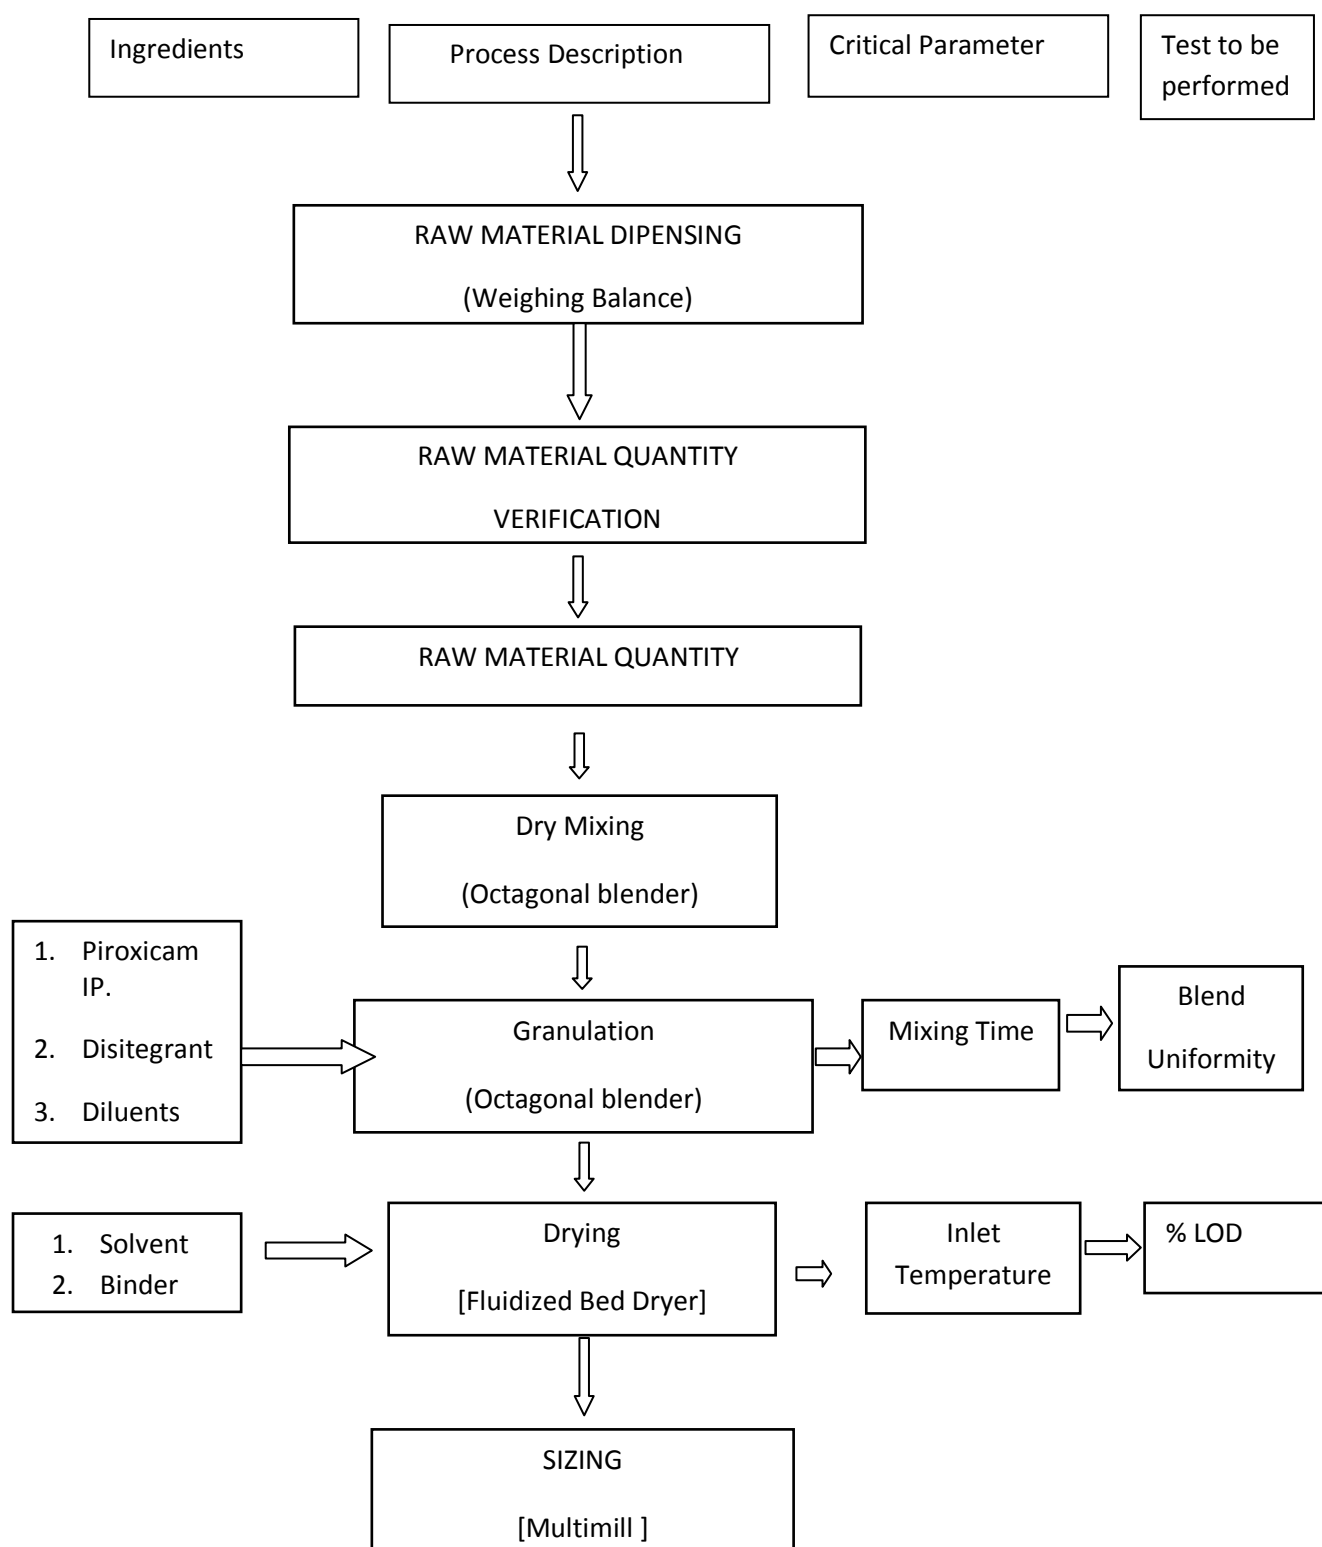 Ingredients
Process Description
Critical Parameter
Test to be
performed
RAW MATERIAL DIPENSING
(Weighing Balance)
RAW MATERIAL QUANTITY
VERIFICATION
RAW MATERIAL QUANTITY
Dry Mixing
(Octagonal blender)
1. Piroxicam
IP.
2. Disitegrant
3. Diluents
Granulation
(Octagonal blender)
Mixing Time
Blend
Uniformity
1. Solvent
2. Binder
Drying
[Fluidized Bed Dryer]
Inlet
Temperature
% LOD
SIZING
[Multimill ]